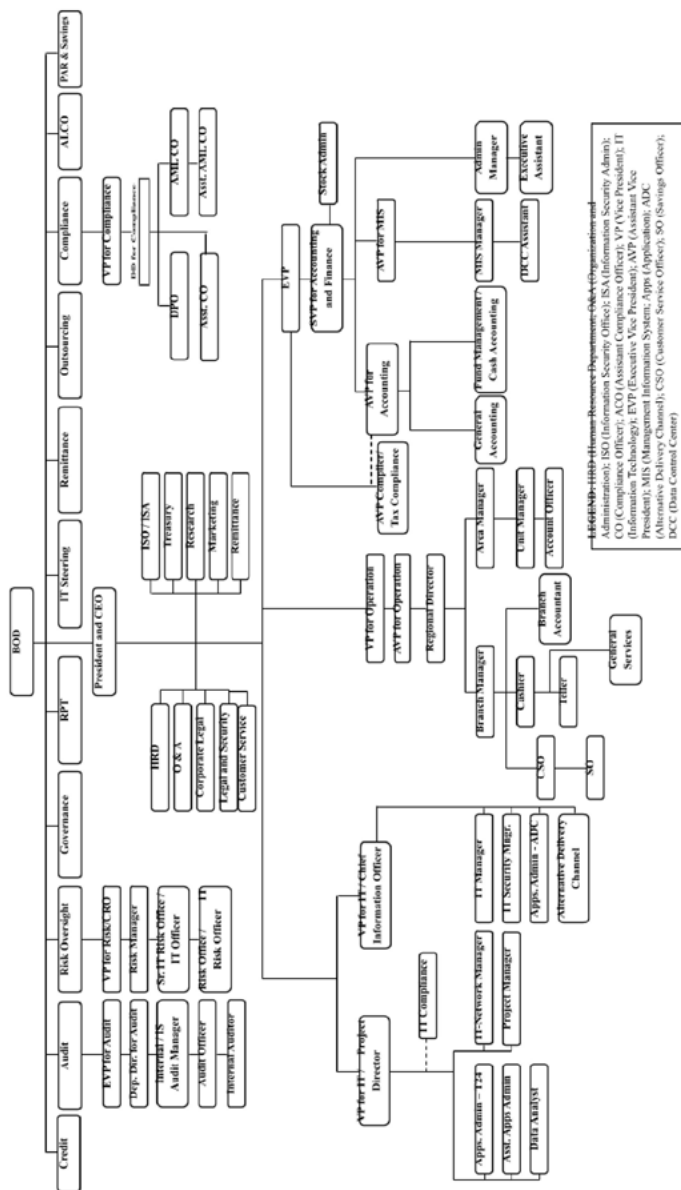 BOD
Credit
Audit
Risk Oversight
Governance
RPT
IT Steering
Remittance
Outsourcing
Compliance
ALCO
PAR & Savings
President and CEO
EVP for Audit
Dep. Dir. for Audit
Internal / IS
Audit Manager
Audit Officer
Internal Auditor
VP for Risk/CRO
Risk Manager
Sr. IT Risk Office /
IT Officer
Risk Office / IT
Risk Officer
VP for Compliance
DD for Compliance
DPO
Asst. CO
AML CO
Asst. AML CO
HRD
O & A
Corporate Legal
Legal and Security
Customer Service
ISO / ISA
Treasury
Research
Marketing
Remittance
VP for IT / Project
Director
IT Compliance
Apps. Admin – T24
Asst. Apps Admin
Data Analyst
IT-Network Manager
Project Manager
VP for IT / Chief
Information Officer
IT Manager
IT Security Mngr.
Apps. Admin - ADC
Alternative Delivery
Channel
VP for Operation
AVP for Operation
Regional Director
Branch Manager
CSO
SO
Cashier
Teller
General
Services
Branch
Accountant
Area Manager
Unit Manager
Account Officer
EVP
SVP for Accounting
and Finance
Stock Admin
AVP Complier/
Tax Compliance
AVP for
Accounting
General
Accounting
Fund Management /
Cash Accounting
AVP for MIS
MIS Manager
DCC Assistant
Admin
Manager
Executive
Assistant
LEGEND: HRD (Human Resource Department; O&A (Organization and
Administration); ISO (Information Security Office); ISA (Information Security Admin);
CO (Compliance Officer); ACO (Assistant Compliance Officer); VP (Vice President); IT
(Information Technology); EVP (Executive Vice President); AVP (Assistant Vice
President); MIS (Management Information System; Apps (Application); ADC
(Alternative Delivery Channel); CSO (Customer Service Officer); SO (Savings Officer);
DCC (Data Control Center)